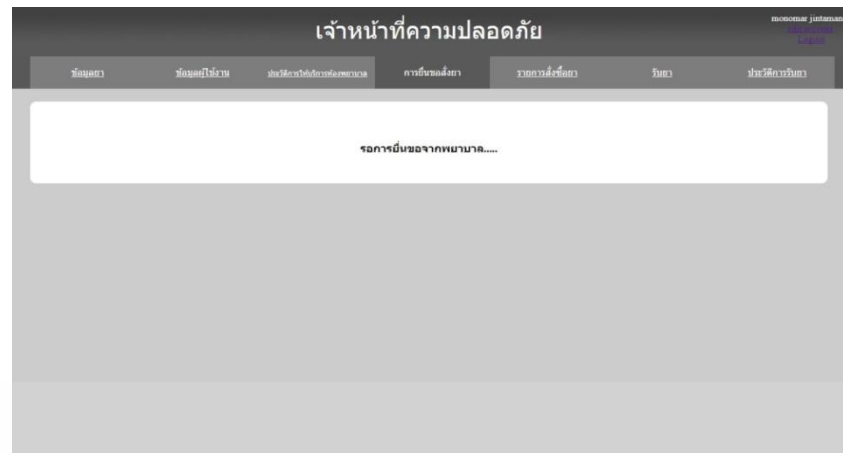 เจ้าหน้าที่ความปลอดภัย
monomar jintaman
Logout
ข้อมูลยา ข้อมูลผู้ใช้งาน ประวัติการให้บริการห้องพยาบาล การยื่นขอสั่งยา รายการสั่งซื้อยา รับยา ประวัติการรับยา
รอการยื่นขอจากพยาบาล.....